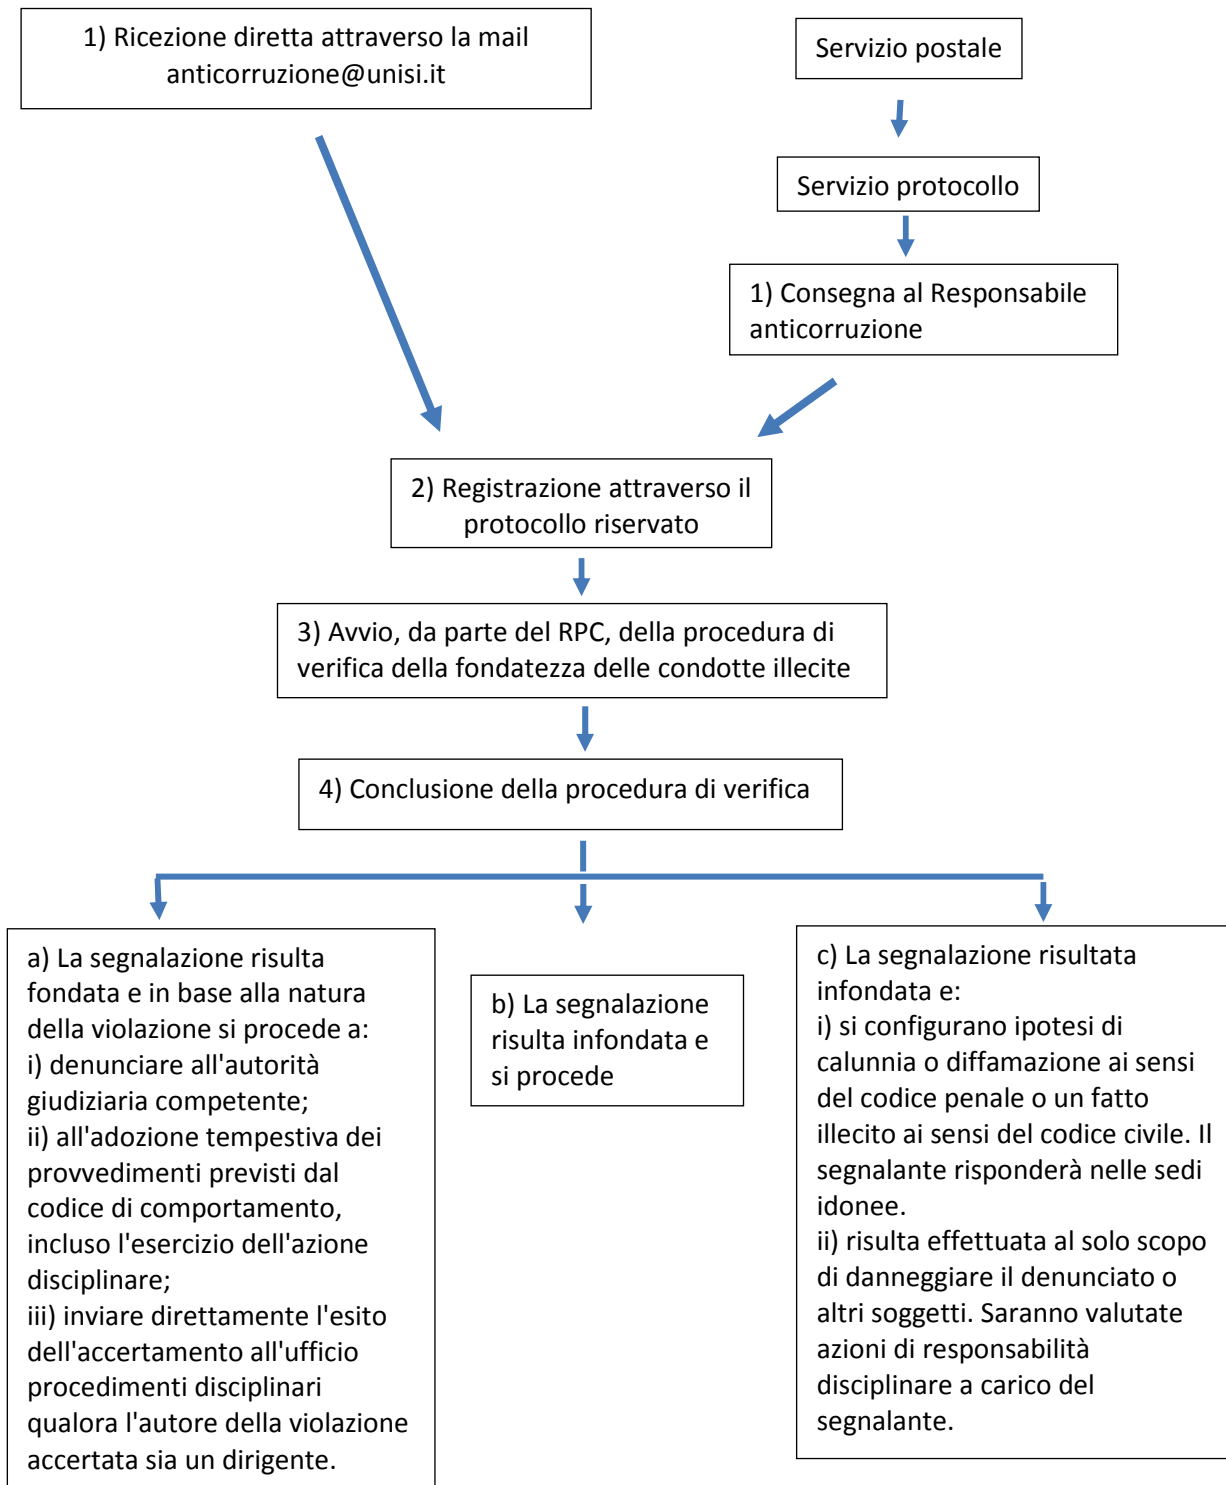 1) Ricezione diretta attraverso la mail
anticorruzione@unisi.it
Servizio postale
Servizio protocollo
1) Consegna al Responsabile
anticorruzione
2) Registrazione attraverso il
protocollo riservato
3) Avvio, da parte del RPC, della procedura di
verifica della fondatezza delle condotte illecite
4) Conclusione della procedura di verifica
a) La segnalazione risulta
fondata e in base alla natura
della violazione si procede a:
i) denunciare all'autorità
giudiziaria competente;
ii) all'adozione tempestiva dei
provvedimenti previsti dal
codice di comportamento,
incluso l'esercizio dell'azione
disciplinare;
iii) inviare direttamente l'esito
dell'accertamento all'ufficio
procedimenti disciplinari
qualora l'autore della violazione
accertata sia un dirigente.
b) La segnalazione
risulta infondata e
si procede
c) La segnalazione risultata
infondata e:
i) si configurano ipotesi di
calunnia o diffamazione ai sensi
del codice penale o un fatto
illecito ai sensi del codice civile. Il
segnalante risponderà nelle sedi
idonee.
ii) risulta effettuata al solo scopo
di danneggiare il denunciato o
altri soggetti. Saranno valutate
azioni di responsabilità
disciplinare a carico del
segnalante.